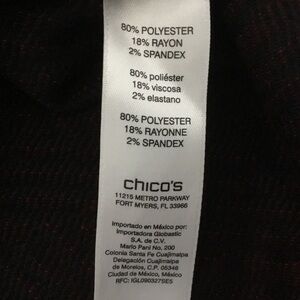 80% POLYESTER
18% RAYON
2% SPANDEX
80% poliéster
18% viscosa
2% elastano
80% POLYESTER
18% RAYONNE
2% SPANDEX
chico's
11215 METRO PARKWAY
FORT MYERS, FL 33966
Importado en México por:
Importadora Globastic
S.A. de C.V.
Mario Pani No. 200
Colonia Santa Fe Cuajimalpa
Delegación Cuajimalpa
de Morelos, C.P. 05348
Ciudad de México, México
RFC: IGL090327SE5